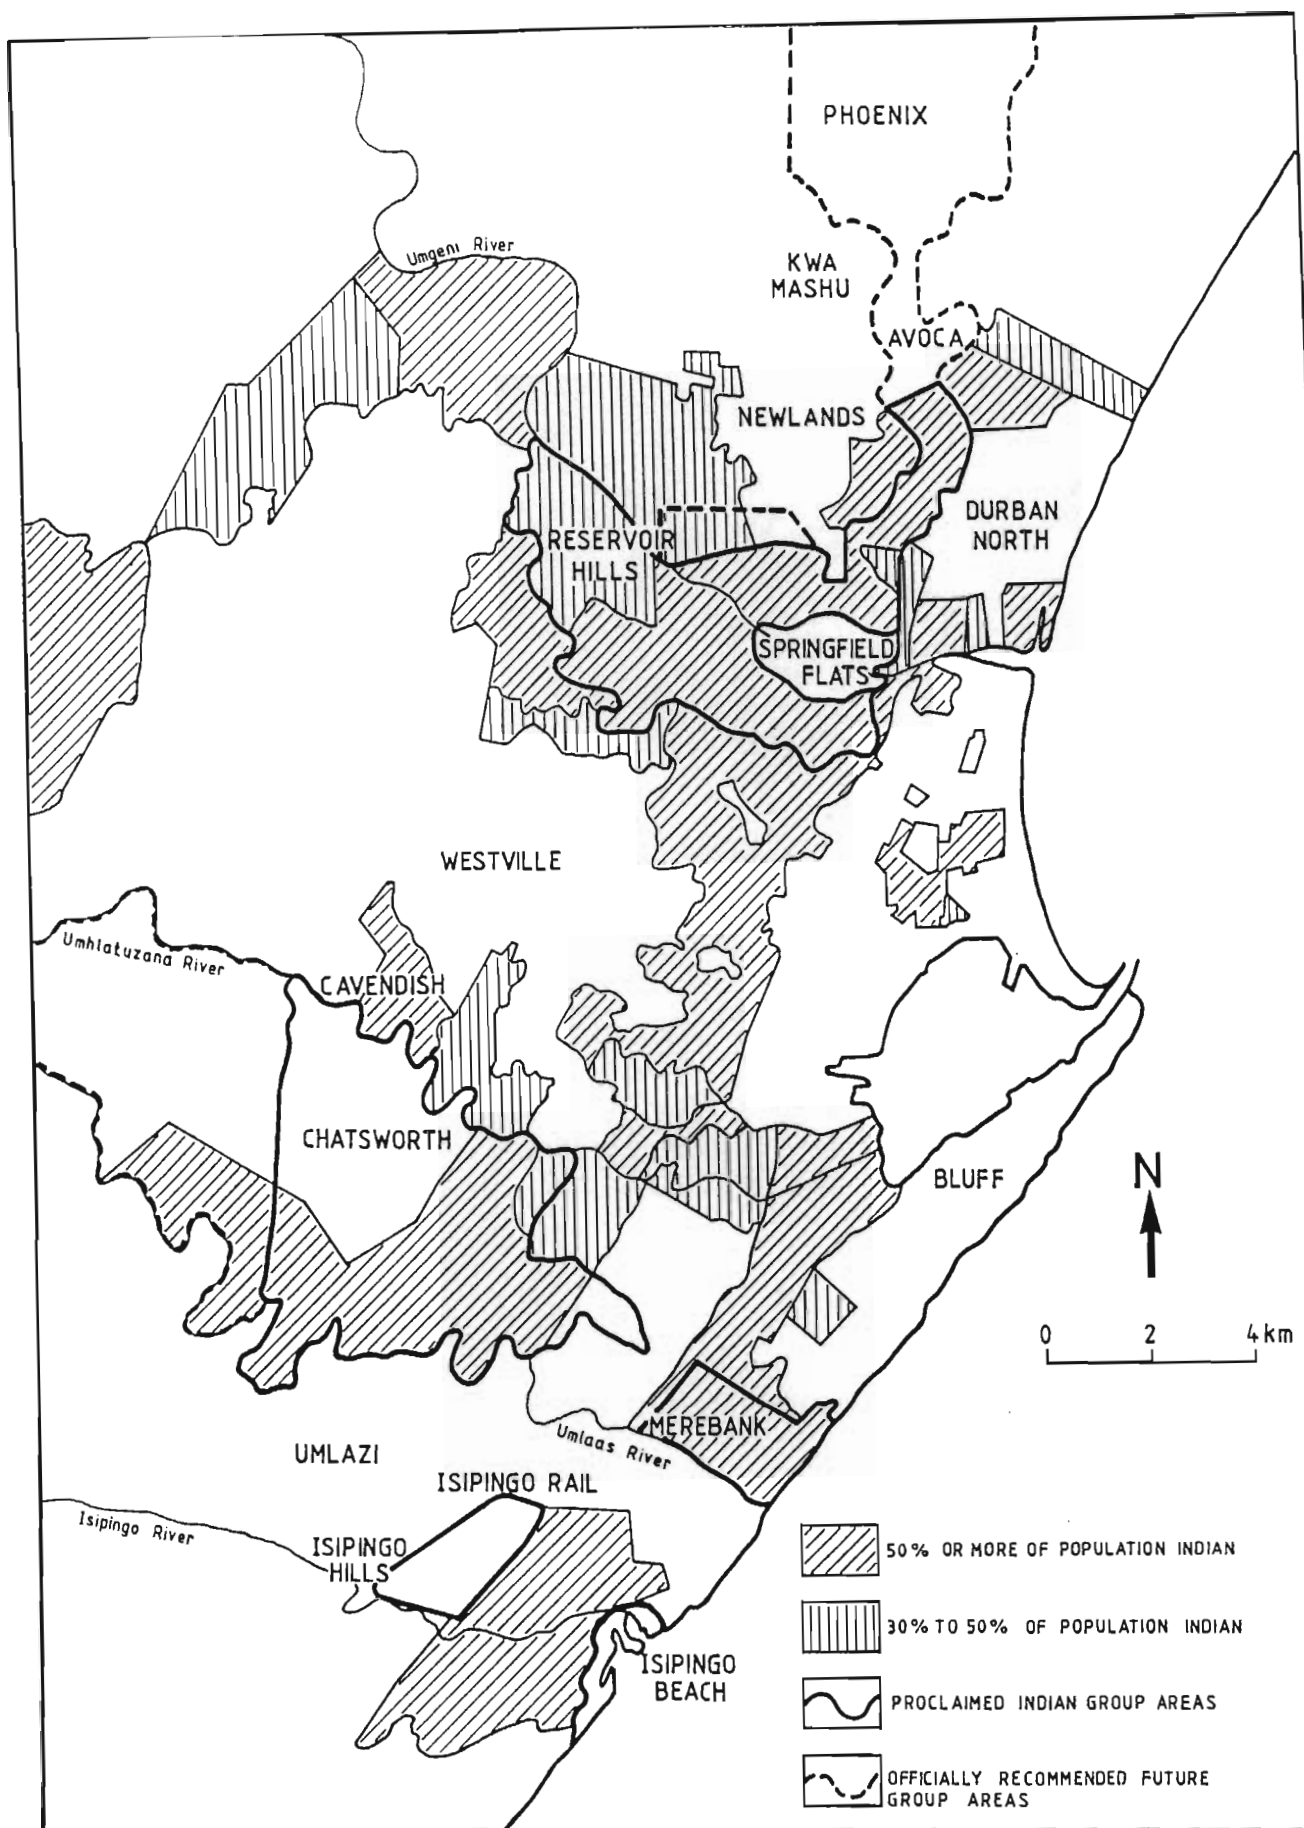 PHOENIX
Umgeni River
KWA
MASHU
AVOCA
NEWLANDS
DURBAN
NORTH
RESERVOIR
HILLS
SPRINGFIELD
FLATS
WESTVILLE
Umhlatuzana River
CAVENDISH
CHATSWORTH
BLUFF
N
0 2 4km
MEREBANK
Umlaas River
UMLAZI
ISIPINGO RAIL
Isipingo River
ISIPINGO
HILLS
ISIPINGO
BEACH
50% OR MORE OF POPULATION INDIAN
30% TO 50% OF POPULATION INDIAN
PROCLAIMED INDIAN GROUP AREAS
OFFICIALLY RECOMMENDED FUTURE
GROUP AREAS